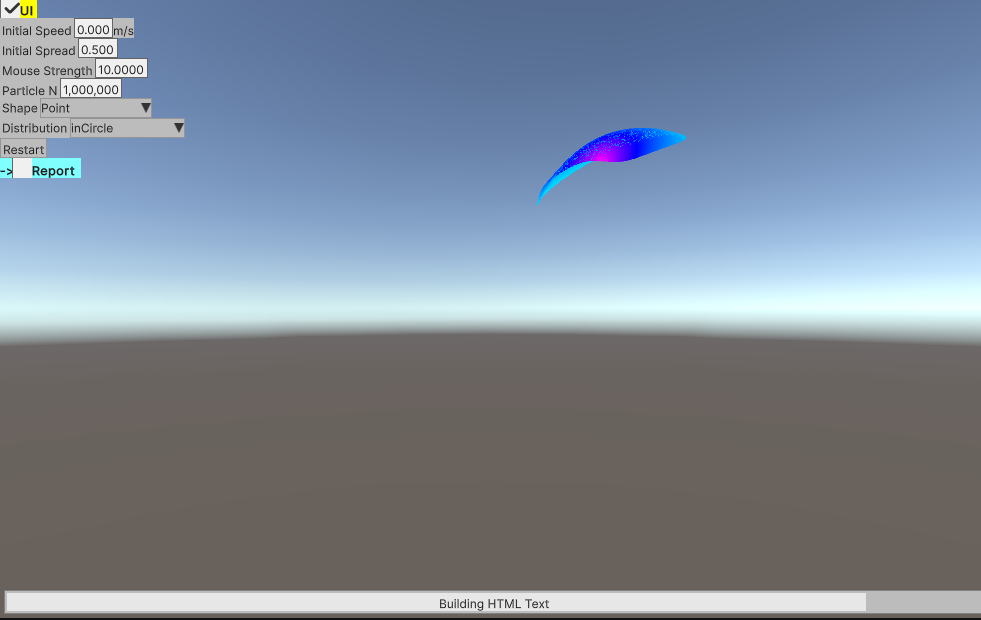 UI
Initial Speed 0.000 m/s
Initial Spread 0.500
Mouse Strength 10.0000
Particle N 1,000,000
Shape Point
Distribution inCircle
Restart
-> Report
Building HTML Text